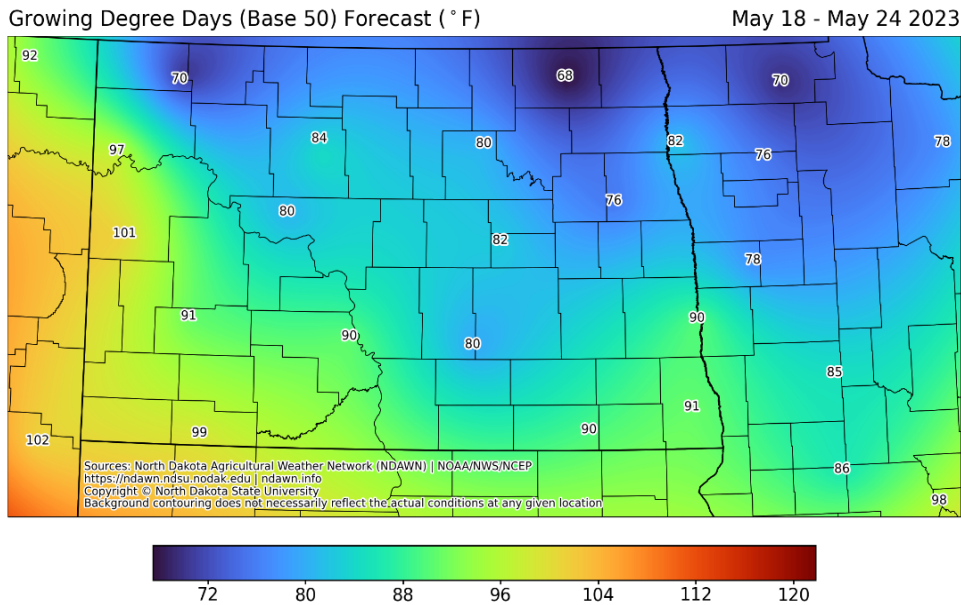 Growing Degree Days (Base 50) Forecast (°F) May 18 - May 24 2023
92
70 68 70
84 80 82 78
97 76
80 76
101 82
78
91 90
90 80
85
91
99 90
102
86
98
Sources: North Dakota Agricultural Weather Network (NDAWN) | NOAA/NWS/NCEP
https://ndawn.ndsu.nodak.edu | ndawn.info
Copyright © North Dakota State University
Background contouring does not necessarily reflect the actual conditions at any given location
72 80 88 96 104 112 120